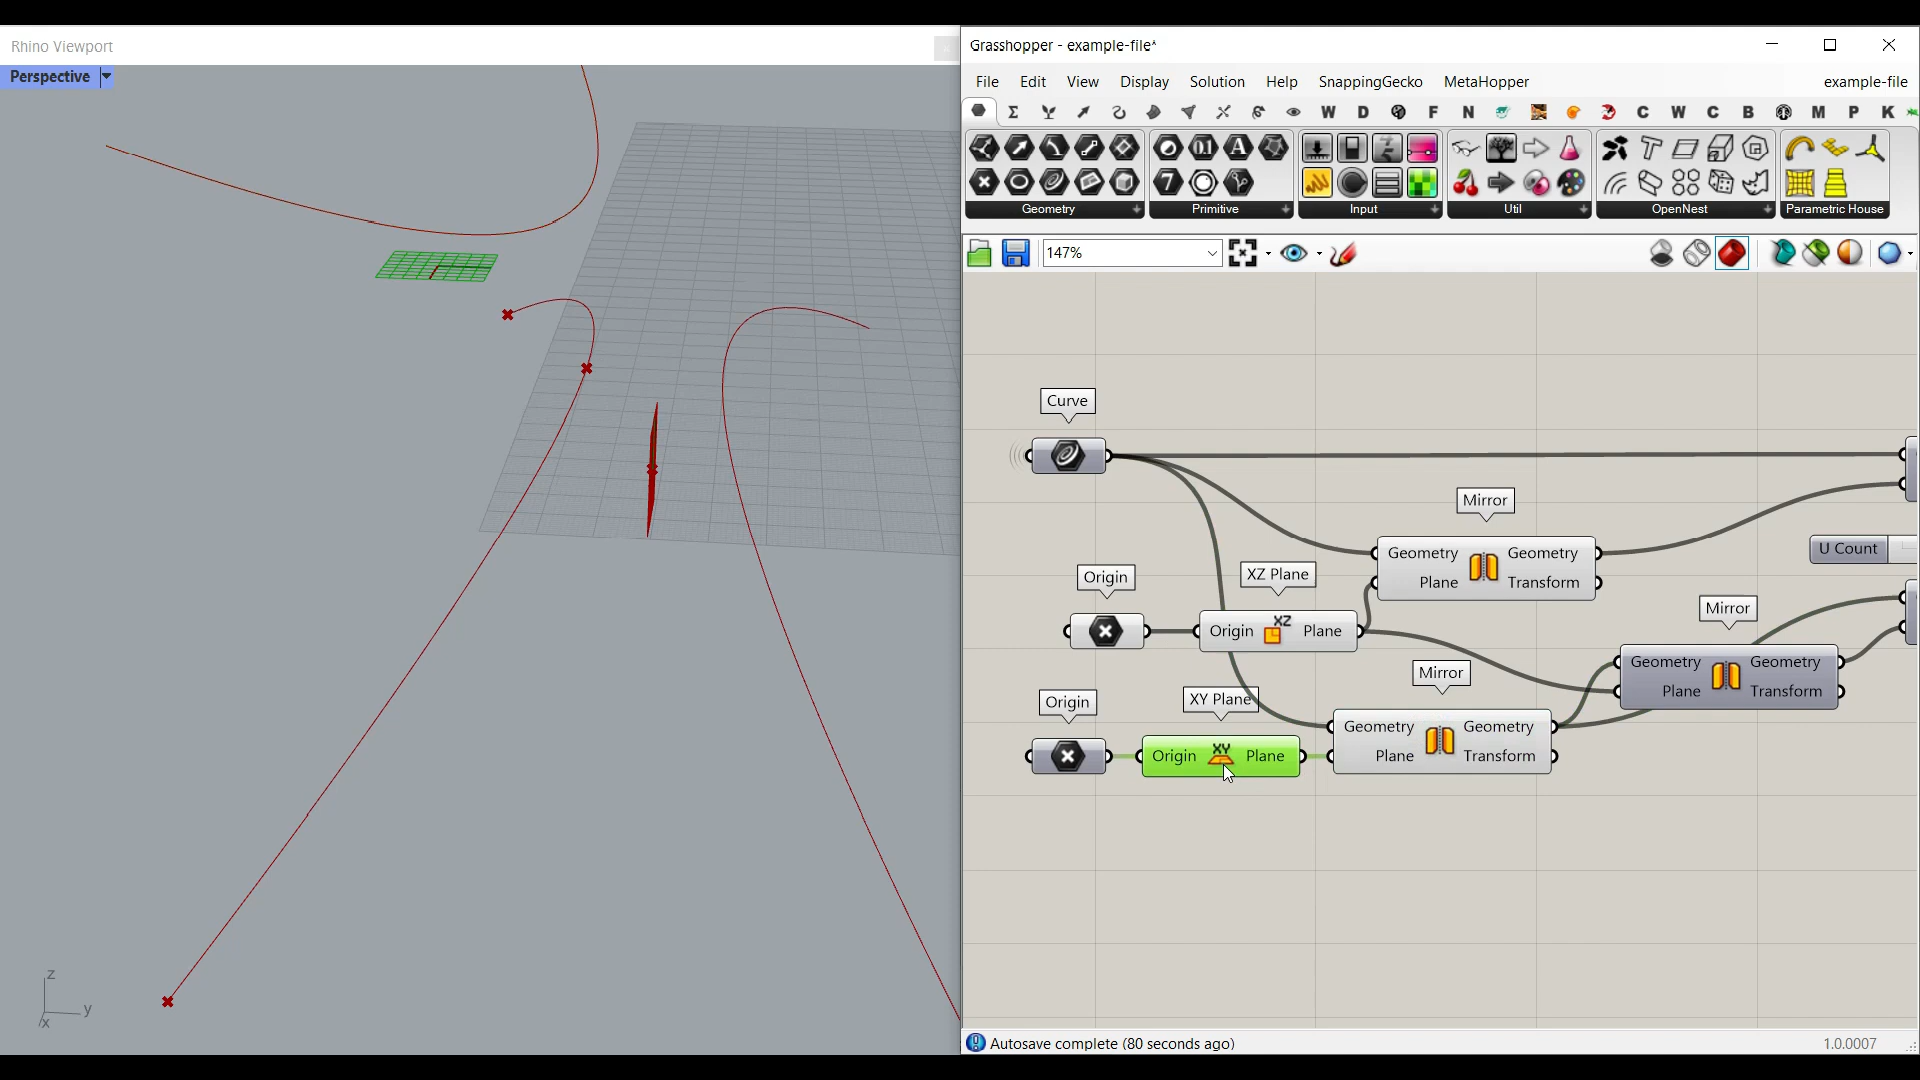 Rhino Viewport
Perspective
z
y
x
Grasshopper - example-file*
File Edit View Display Solution Help SnappingGecko MetaHopper example-file
Σ W D F N C W C B M P K
Geometry Primitive Input Util OpenNest Parametric House
147%
Curve
Mirror
Geometry Geometry
Plane Transform
U Count
Origin
XZ Plane
Origin XZ Plane
Mirror
Geometry Geometry
Plane Transform
Mirror
Origin
XY Plane
Geometry Geometry
Plane Transform
Origin XY Plane
Autosave complete (80 seconds ago)
1.0.0007